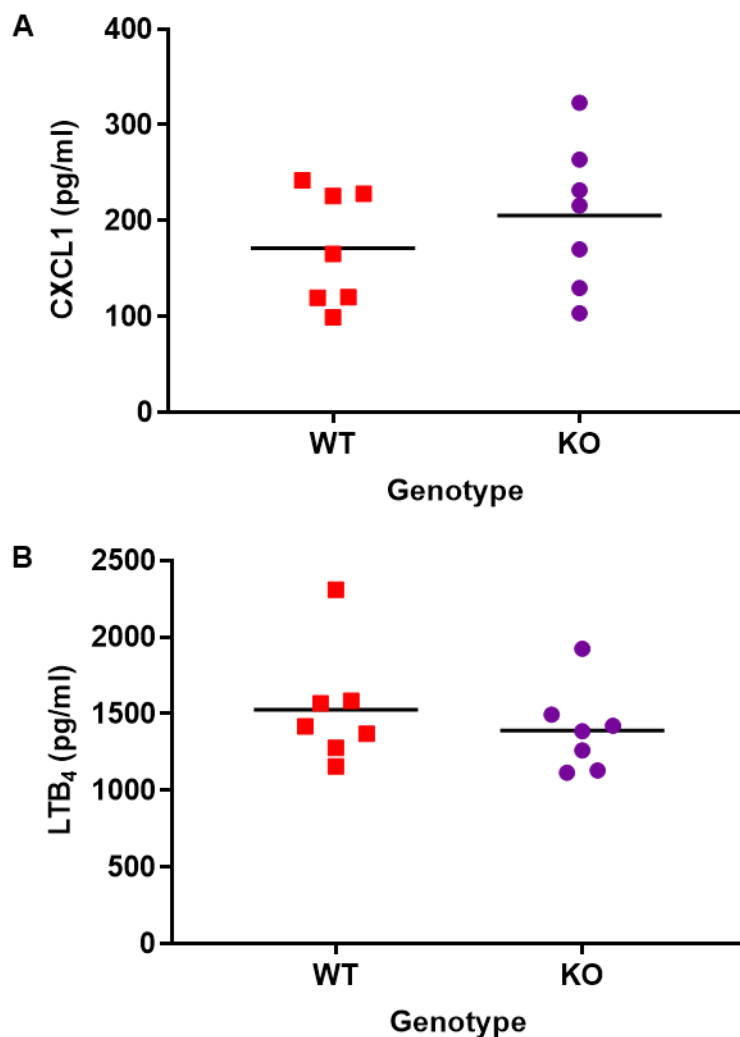 A
CXCL1 (pg/ml)
400
300
200
100
0
WT KO
Genotype
B
LTB₄ (pg/ml)
2500
2000
1500
1000
500
0
WT KO
Genotype